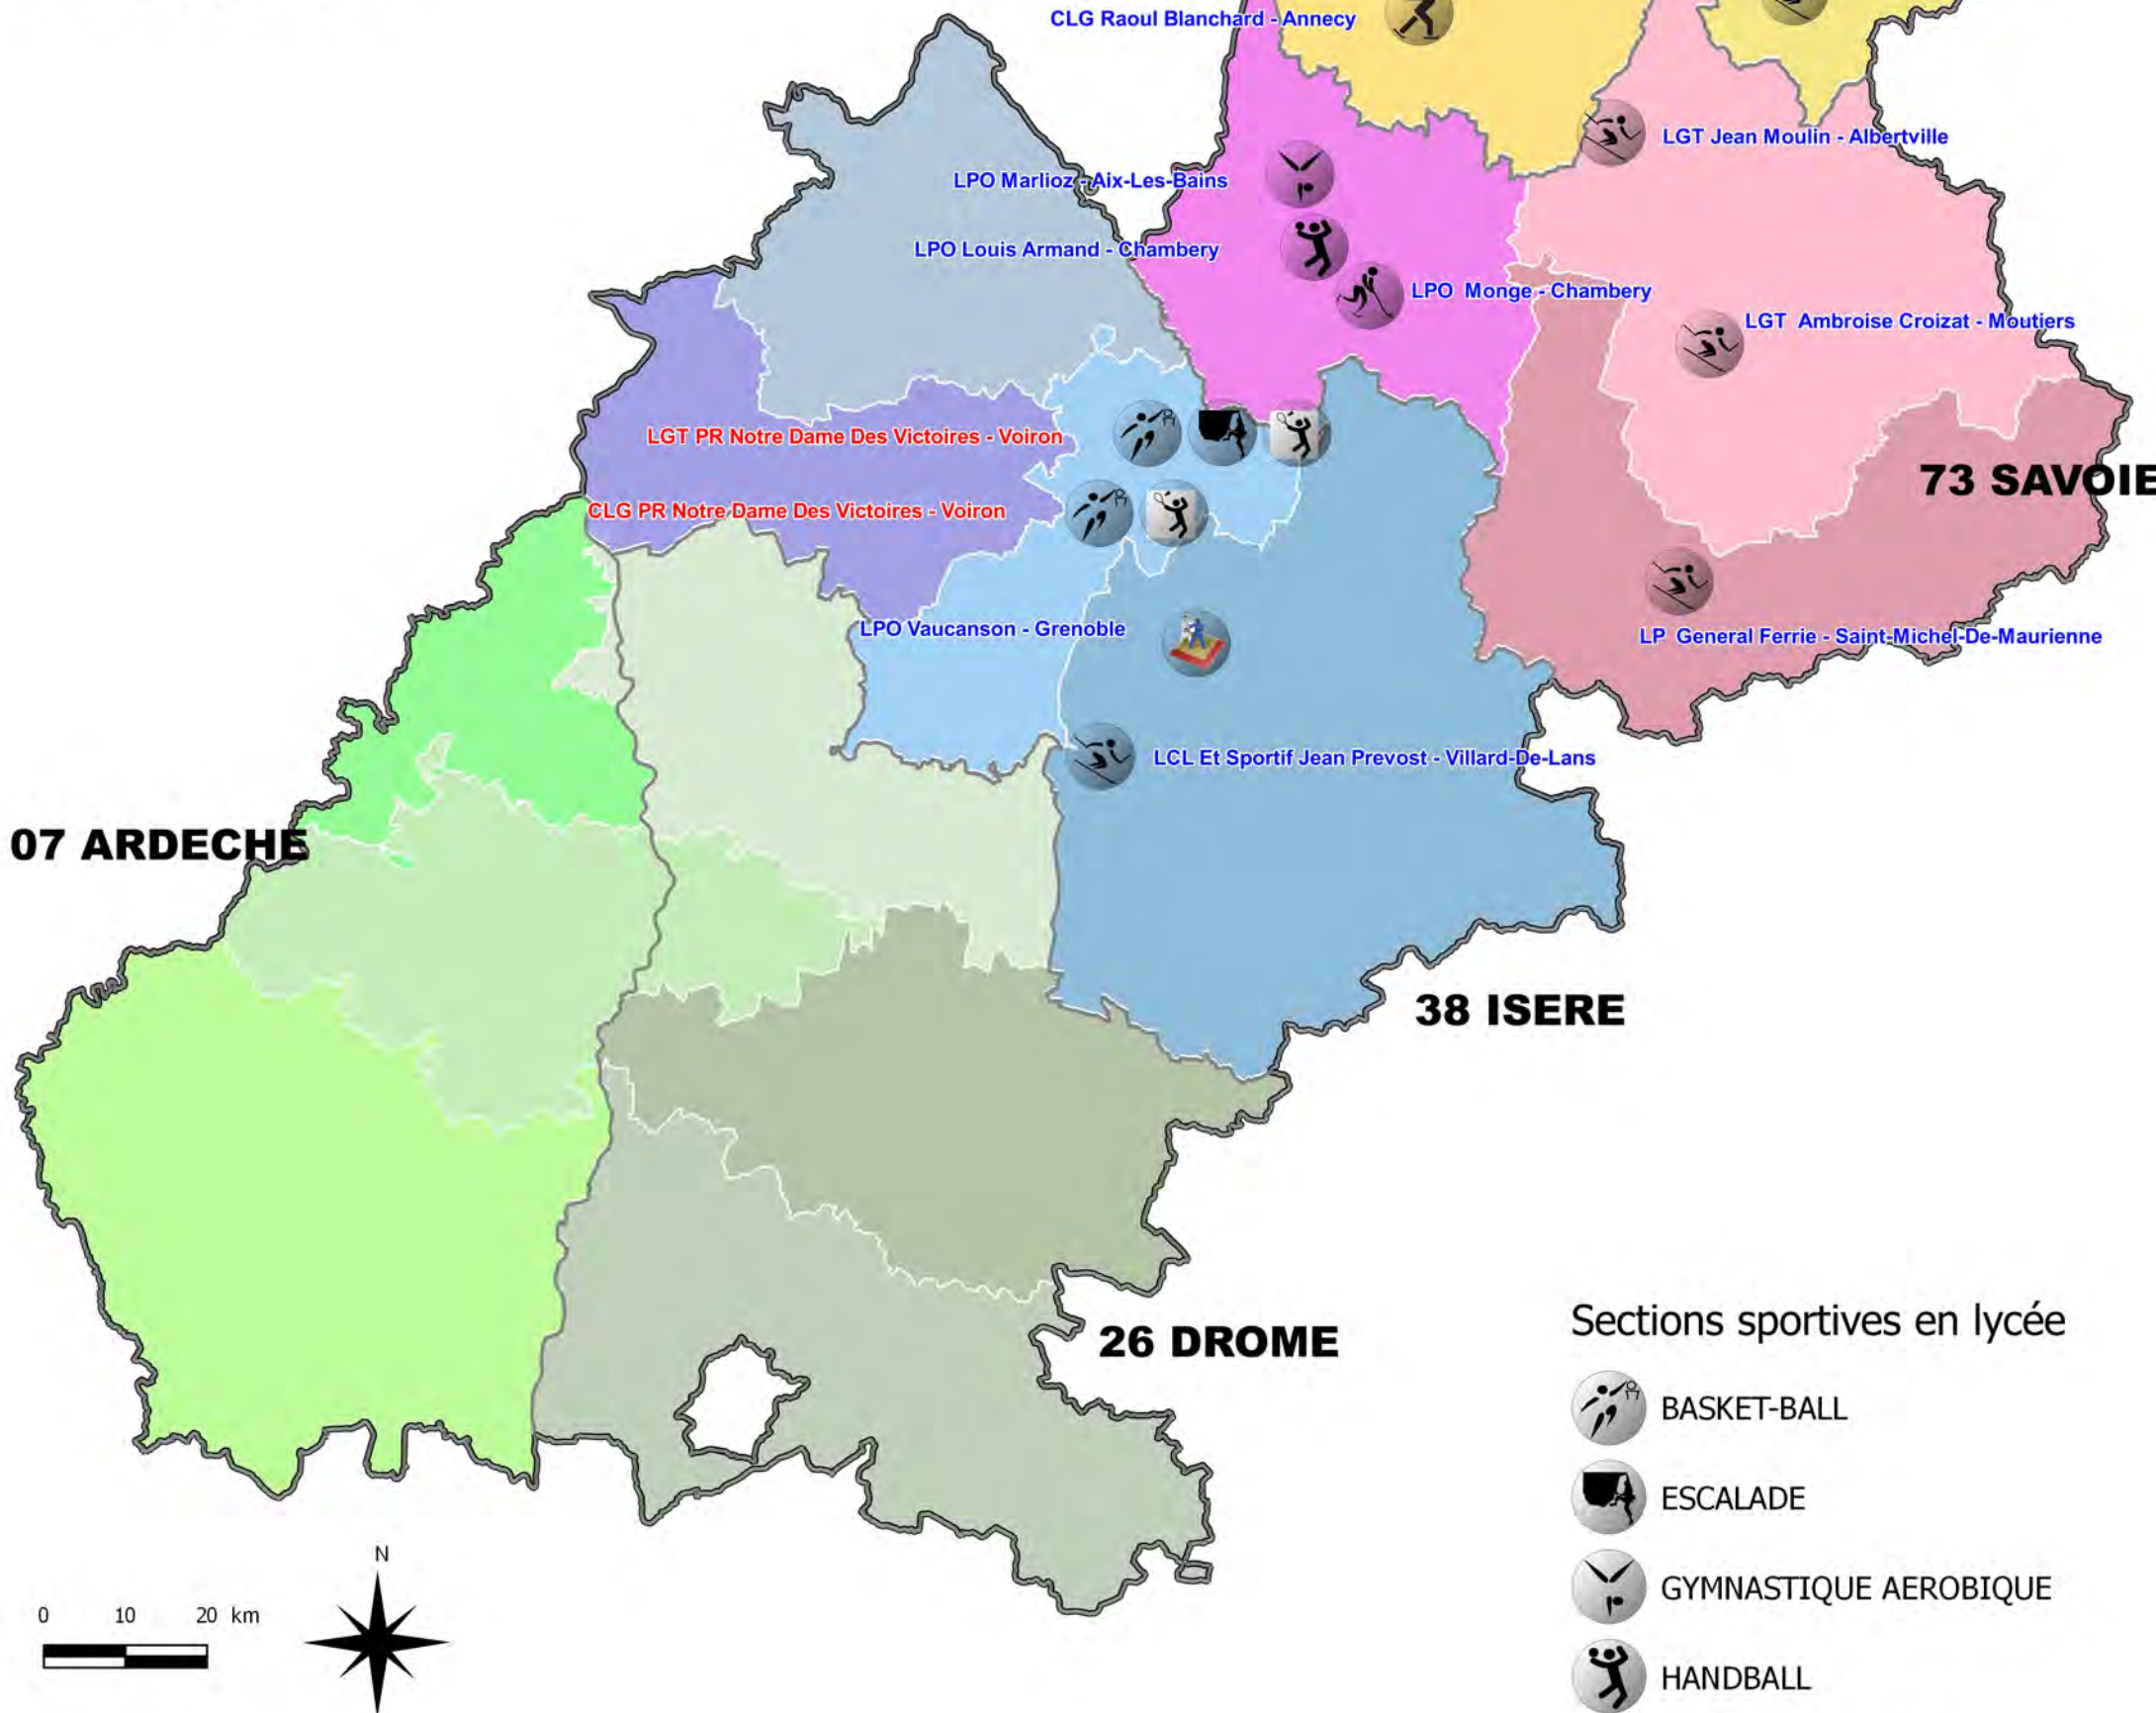 CLG Raoul Blanchard - Annecy
LGT Jean Moulin - Albertville
LPO Marlioz - Aix-Les-Bains
LPO Louis Armand - Chambery
LPO  Monge - Chambery
LGT  Ambroise Croizat - Moutiers
LGT PR Notre Dame Des Victoires - Voiron
73 SAVOIE
CLG PR Notre Dame Des Victoires - Voiron
LPO Vaucanson - Grenoble
LP  General Ferrie - Saint-Michel-De-Maurienne
LCL Et Sportif Jean Prevost - Villard-De-Lans
07 ARDECHE
38 ISERE
26 DROME
Sections sportives en lycée
BASKET-BALL
ESCALADE
GYMNASTIQUE AEROBIQUE
HANDBALL
N
0 10 20 km